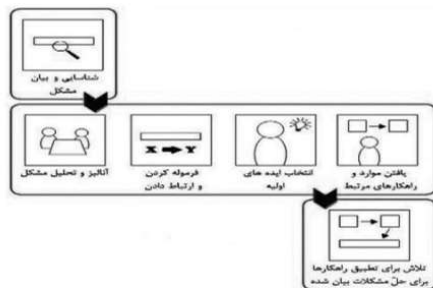 شناسایی و بیان
مشکل
یافتن موارد و
راهکارهای مرتبط
انتخاب ایده های
اولیه
فرموله کردن
و ارتباط دادن
X → Y
آنالیز و تحلیل مشکل
تلاش برای تطبیق راهکارها
برای حلّ مشکلات بیان شده